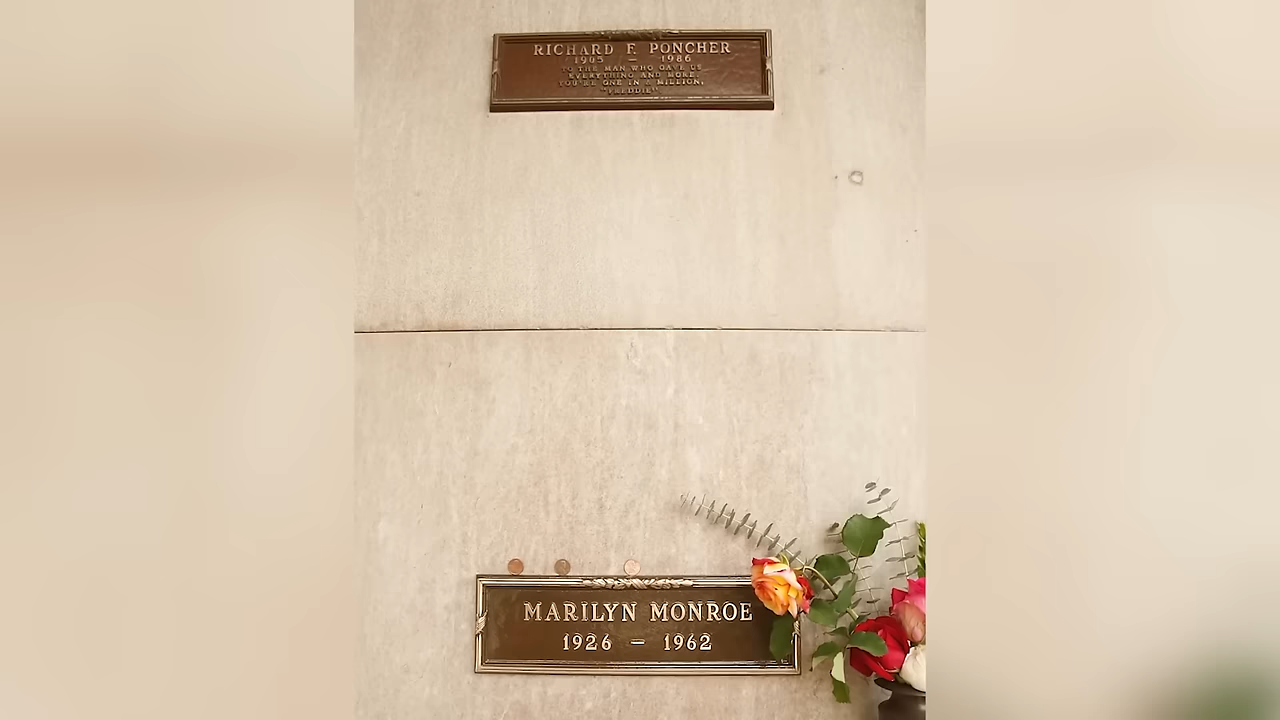 RICHARD F. PONCHER
1905 — 1986
TO THE MAN WHO GAVE US
EVERYTHING AND MORE.
YOU'RE ONE IN A MILLION,
"FREDDIE"
MARILYN MONROE
1926 — 1962